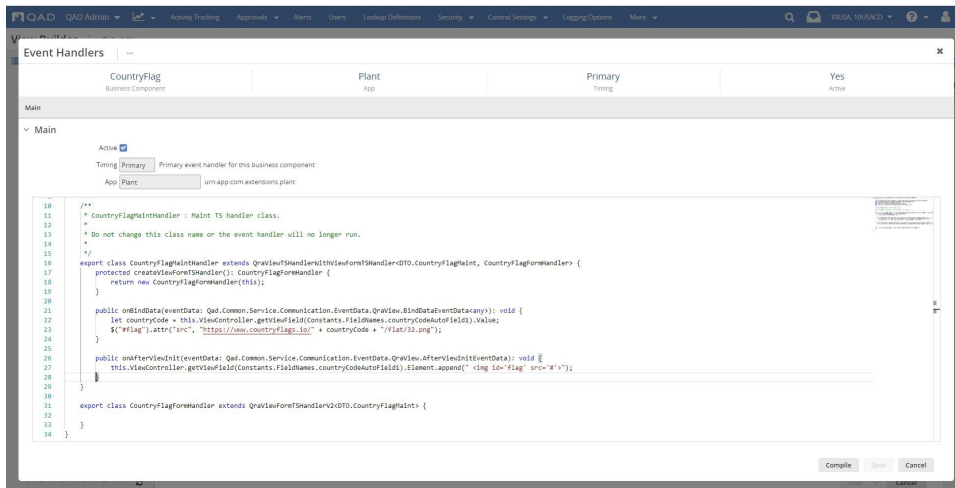 QAD QAD Admin Activity Tracking Approvals Alerts Users Lookup Definitions Security Control Settings Logging Options More 10USA, 10USACO
Event Handlers ...
CountryFlag Plant Primary Yes
Business Component App Timing Active
Main
Main
Active
Timing Primary Primary event handler for this business component
App Plant urn:app:com.extensions.plant
10 /**
11 * CountryFlagMaintHandler : Maint TS handler class.
12 *
13 * Do not change this class name or the event handler will no longer run.
14 *
15 */
16 export class CountryFlagMaintHandler extends QraViewTSHandlerWithViewFormTSHandler<DTO.CountryFlagMaint, CountryFlagFormHandler> {
17 protected createViewFormTSHandler(): CountryFlagFormHandler {
18 return new CountryFlagFormHandler(this);
19 }
20
21 public onBindData(eventData: Qad.Common.Service.Communication.EventData.QraView.BindDataEventData<any>): void {
22 let countryCode = this.ViewController.getViewField(Constants.FieldNames.countryCodeAutoField1).Value;
23 $("#flag").attr("src", "https://www.countryflags.io/" + countryCode + "/flat/32.png");
24 }
25
26 public onAfterViewInit(eventData: Qad.Common.Service.Communication.EventData.QraView.AfterViewInitEventData): void {
27 this.ViewController.getViewField(Constants.FieldNames.countryCodeAutoField1).Element.append(" <img id='flag' src='#'>");
28 }
29 }
30
31 export class CountryFlagFormHandler extends QraViewFormTSHandlerV2<DTO.CountryFlagMaint> {
32
33 }
34 }
Compile Save Cancel
Cancel